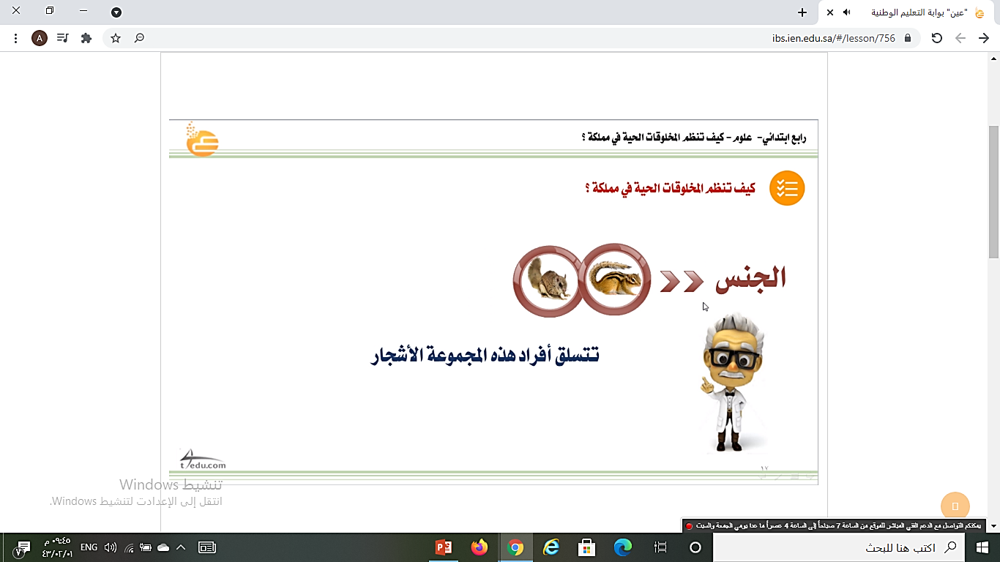 "عين" بوابة التعليم الوطنية
ibs.ien.edu.sa/#/lesson/756
A
رابع ابتدائي- علوم - كيف تنظم المخلوقات الحية في مملكة ؟
كيف تنظم المخلوقات الحية في مملكة ؟
الجنس
تتسلق أفراد هذه المجموعة الأشجار
t4edu.com
١٧
تنشيط Windows
انتقل إلى الإعدادت لتنشيط Windows.
يمكنكم التواصل مع الدعم الفني المباشر للموقع من الساعة 7 صباحاً إلى الساعة 4 عصراً ما عدا يومي الجمعة والسبت
اكتب هنا للبحث
ENG
٠٩:٤٥ م
٤٣/٠٢/٠١